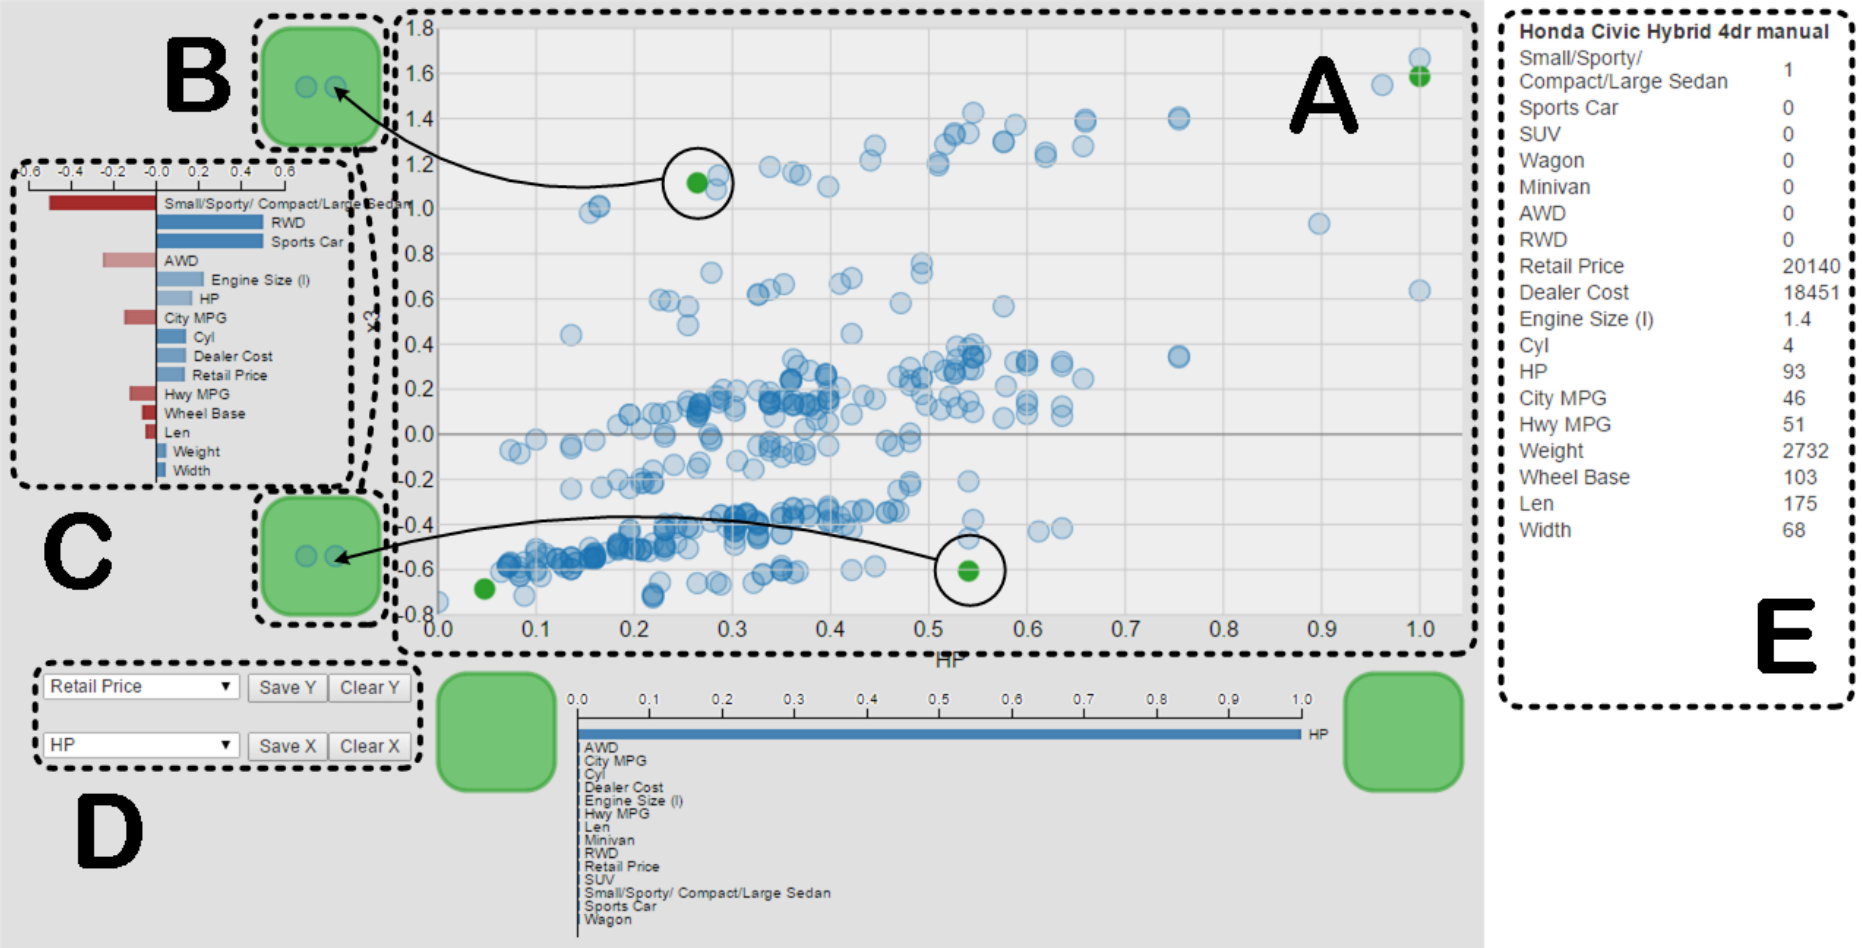 B
A
C
D
E
-0.6 -0.4 -0.2 -0.0 0.2 0.4 0.6
Small/Sporty/ Compact/Large Sedan
RWD
Sports Car
AWD
Engine Size (l)
HP
City MPG
Cyl
Dealer Cost
Retail Price
Hwy MPG
Wheel Base
Len
Weight
Width
x3
1.8
1.6
1.4
1.2
1.0
0.8
0.6
0.4
0.2
0.0
-0.2
-0.4
-0.6
-0.8
0.0 0.1 0.2 0.3 0.4 0.5 0.6 0.7 0.8 0.9 1.0
HP
Retail Price ▼ Save Y Clear Y
HP ▼ Save X Clear X
0.0 0.1 0.2 0.3 0.4 0.5 0.6 0.7 0.8 0.9 1.0
HP
AWD
City MPG
Cyl
Dealer Cost
Engine Size (l)
Hwy MPG
Len
Minivan
RWD
Retail Price
SUV
Small/Sporty/ Compact/Large Sedan
Sports Car
Wagon
Honda Civic Hybrid 4dr manual
Small/Sporty/
Compact/Large Sedan 1
Sports Car 0
SUV 0
Wagon 0
Minivan 0
AWD 0
RWD 0
Retail Price 20140
Dealer Cost 18451
Engine Size (l) 1.4
Cyl 4
HP 93
City MPG 46
Hwy MPG 51
Weight 2732
Wheel Base 103
Len 175
Width 68